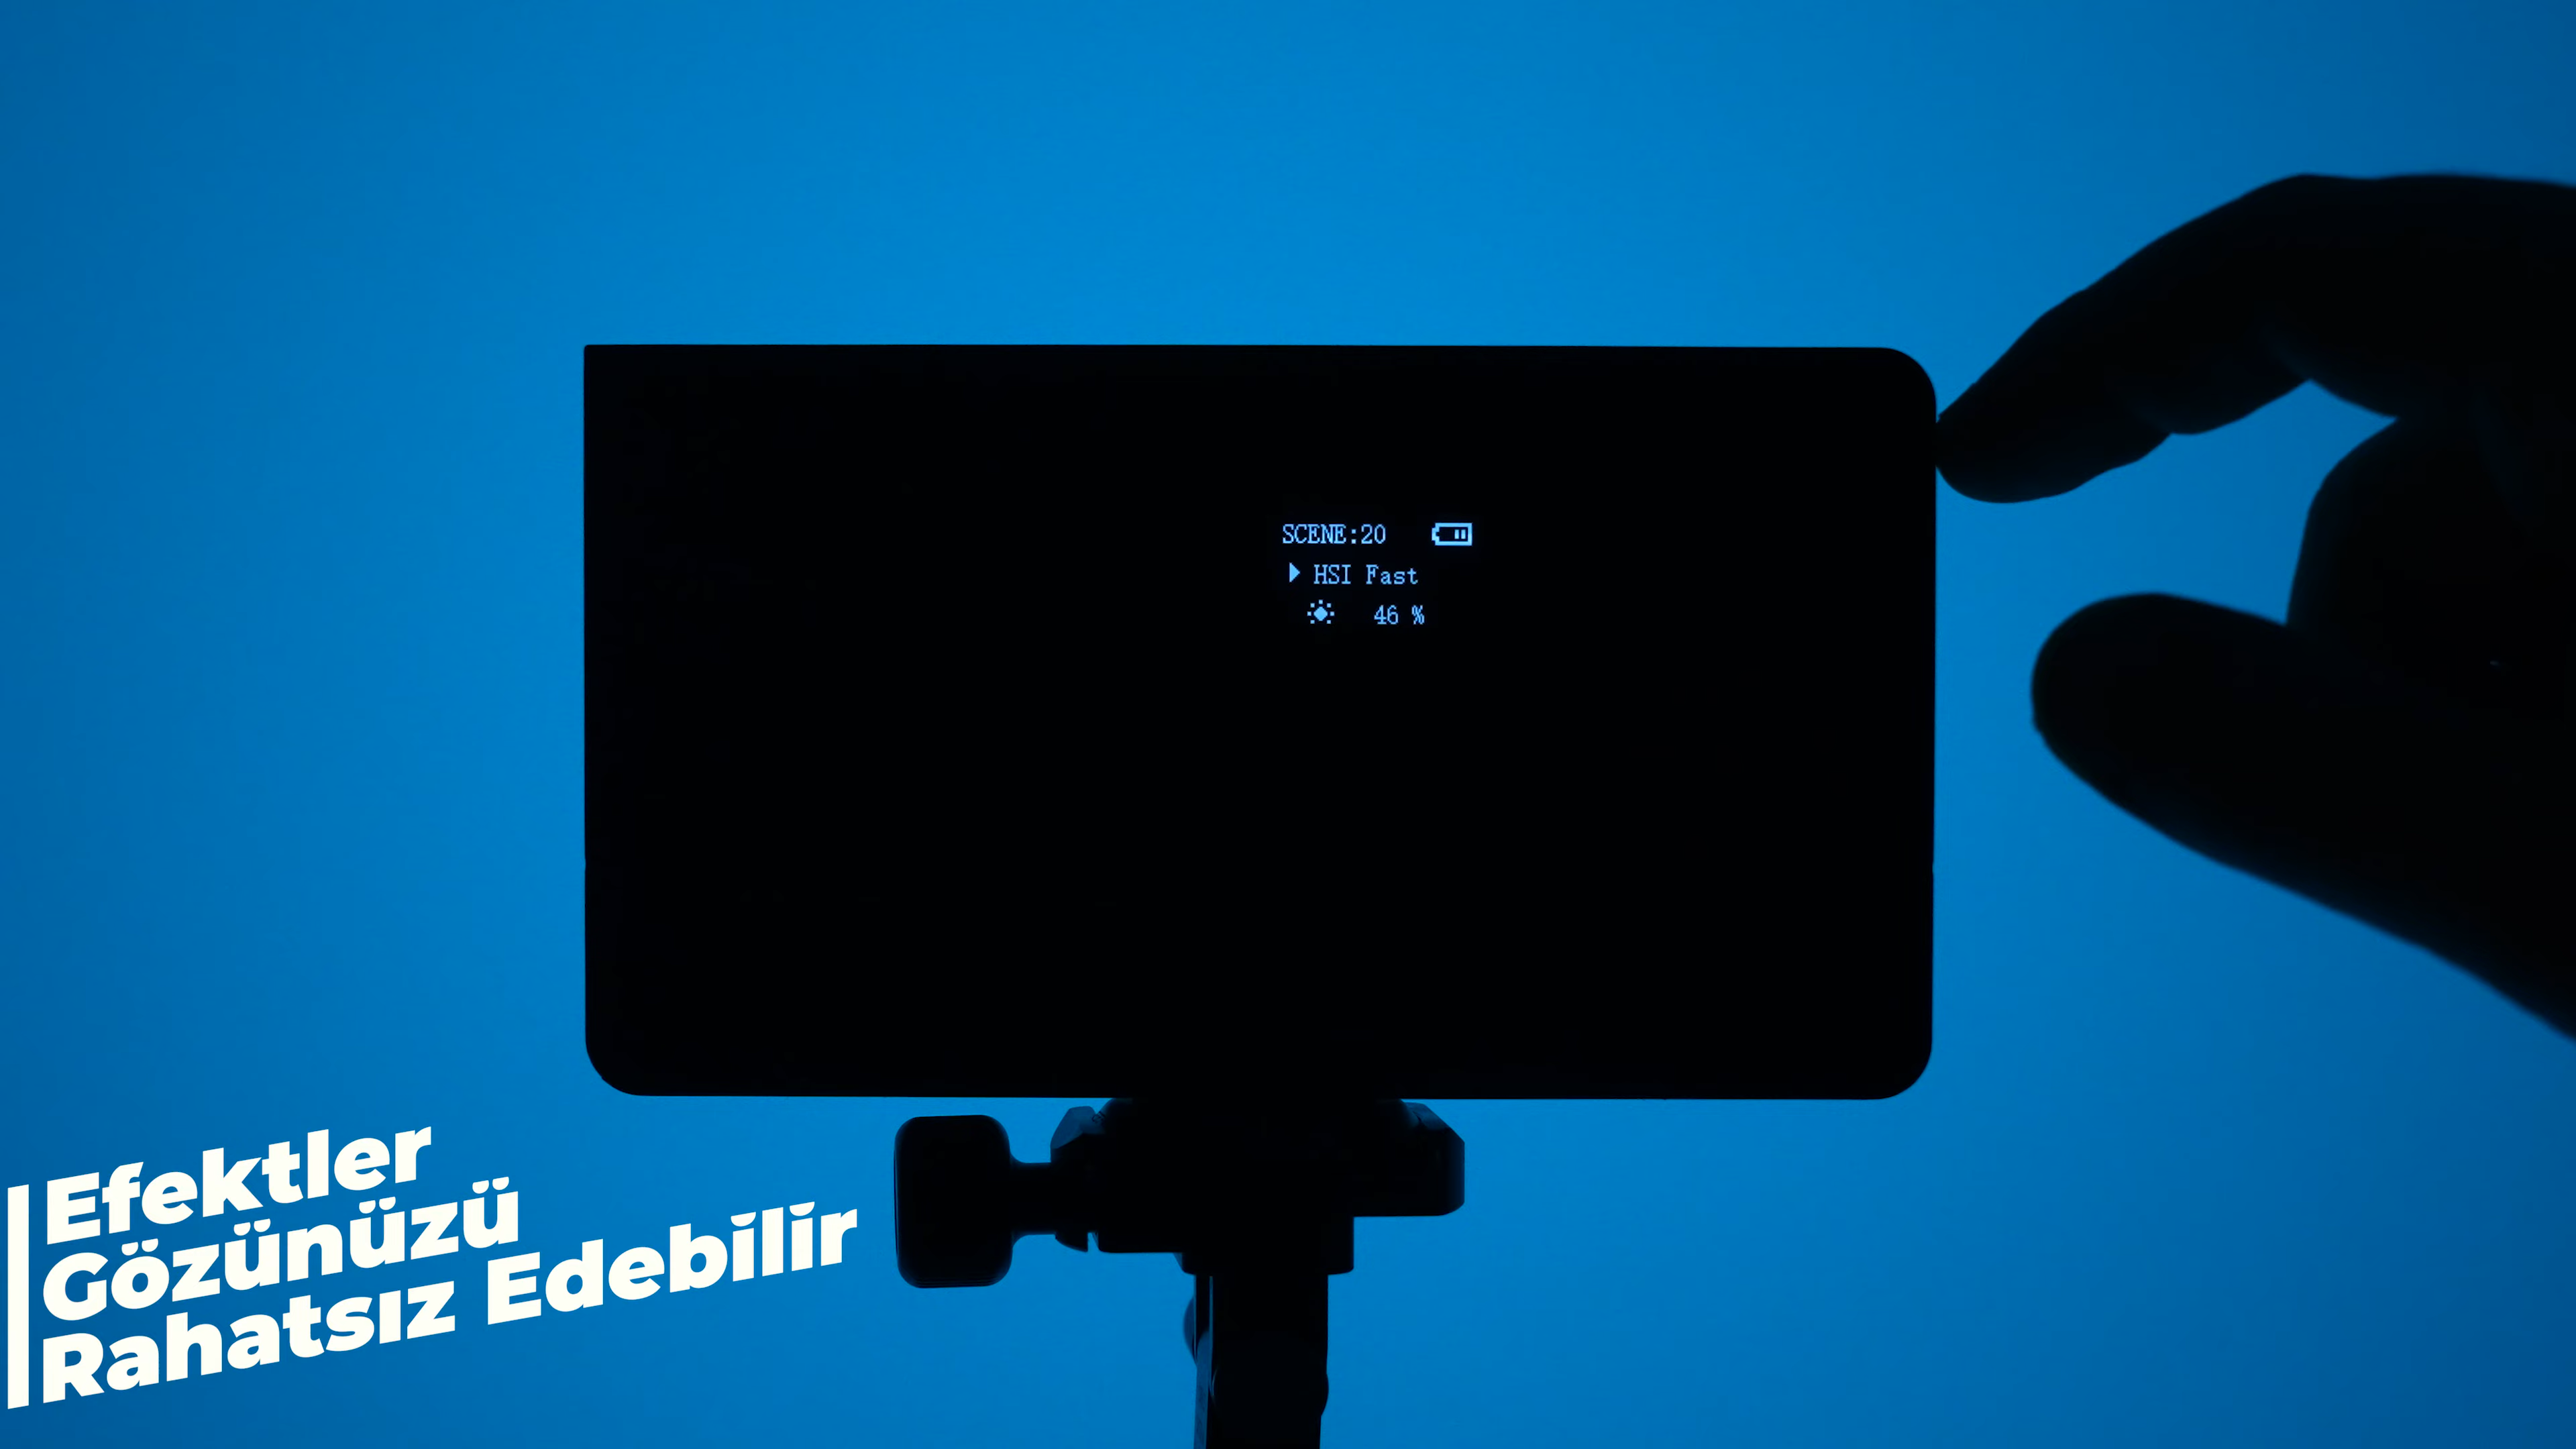 SCENE:20
HSI Fast
46 %
Efektler
Gözünüzü
Rahatsız Edebilir